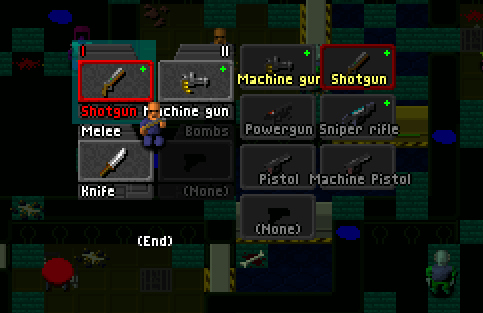 I
II
Shotgun
Machine gun
Melee
Bombs
Knife
(None)
Machine gun
Shotgun
Powergun
Sniper rifle
Pistol
Machine Pistol
(None)
(End)